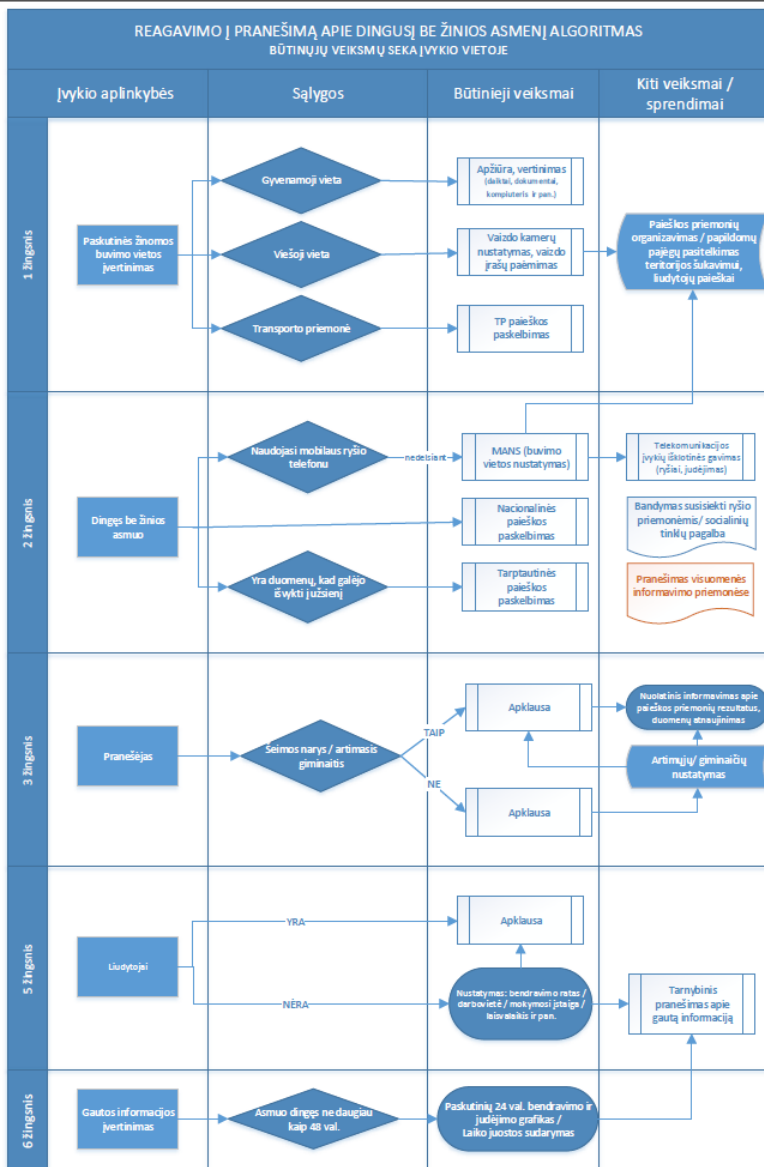 REAGAVIMO Į PRANEŠIMĄ APIE DINGUSĮ BE ŽINIOS ASMENĮ ALGORITMAS
BŪTINŲJŲ VEIKSMŲ SEKA ĮVYKIO VIETOJE
Įvykio aplinkybės
Sąlygos
Būtinieji veiksmai
Kiti veiksmai /
sprendimai
1 žingsnis
Paskutinės žinomos
buvimo vietos
įvertinimas
Gyvenamoji vieta
Viešoji vieta
Transporto priemonė
Apžiūra, vertinimas
(daiktai, dokumentai,
kompiuteris ir pan.)
Vaizdo kamerų
nustatymas, vaizdo
įrašų paėmimas
TP paieškos
paskelbimas
Paieškos priemonių
organizavimas / papildomų
pajėgų pasitelkimas
teritorijos šukavimui,
liudytojų paieškai
2 žingsnis
Dingęs be žinios
asmuo
Naudojasi mobilaus ryšio
telefonu
nedelsiant
MANS (buvimo
vietos nustatymas)
Telekomunikacijos
įvykių išklotinės gavimas
(ryšiai, judėjimas)
Nacionalinės
paieškos
paskelbimas
Bandymas susisiekti ryšio
priemonėmis/ socialinių
tinklų pagalba
Yra duomenų, kad galėjo
išvykti į užsienį
Tarptautinės
paieškos
paskelbimas
Pranešimas visuomenės
informavimo priemonėse
3 žingsnis
Pranešėjas
Šeimos narys / artimasis
giminaitis
TAIP
NE
Apklausa
Apklausa
Nuolatinis informavimas apie
paieškos priemonių rezultatus,
duomenų atnaujinimas
Artimųjų/ giminaičių
nustatymas
5 žingsnis
Liudytojai
YRA
NĖRA
Apklausa
Nustatymas: bendravimo ratas /
darbovietė / mokymosi įstaiga /
laisvalaikis ir pan.
Tarnybinis
pranešimas apie
gautą informaciją
6 žingsnis
Gautos informacijos
įvertinimas
Asmuo dingęs ne daugiau
kaip 48 val.
Paskutinių 24 val. bendravimo ir
judėjimo grafikas /
Laiko juostos sudarymas